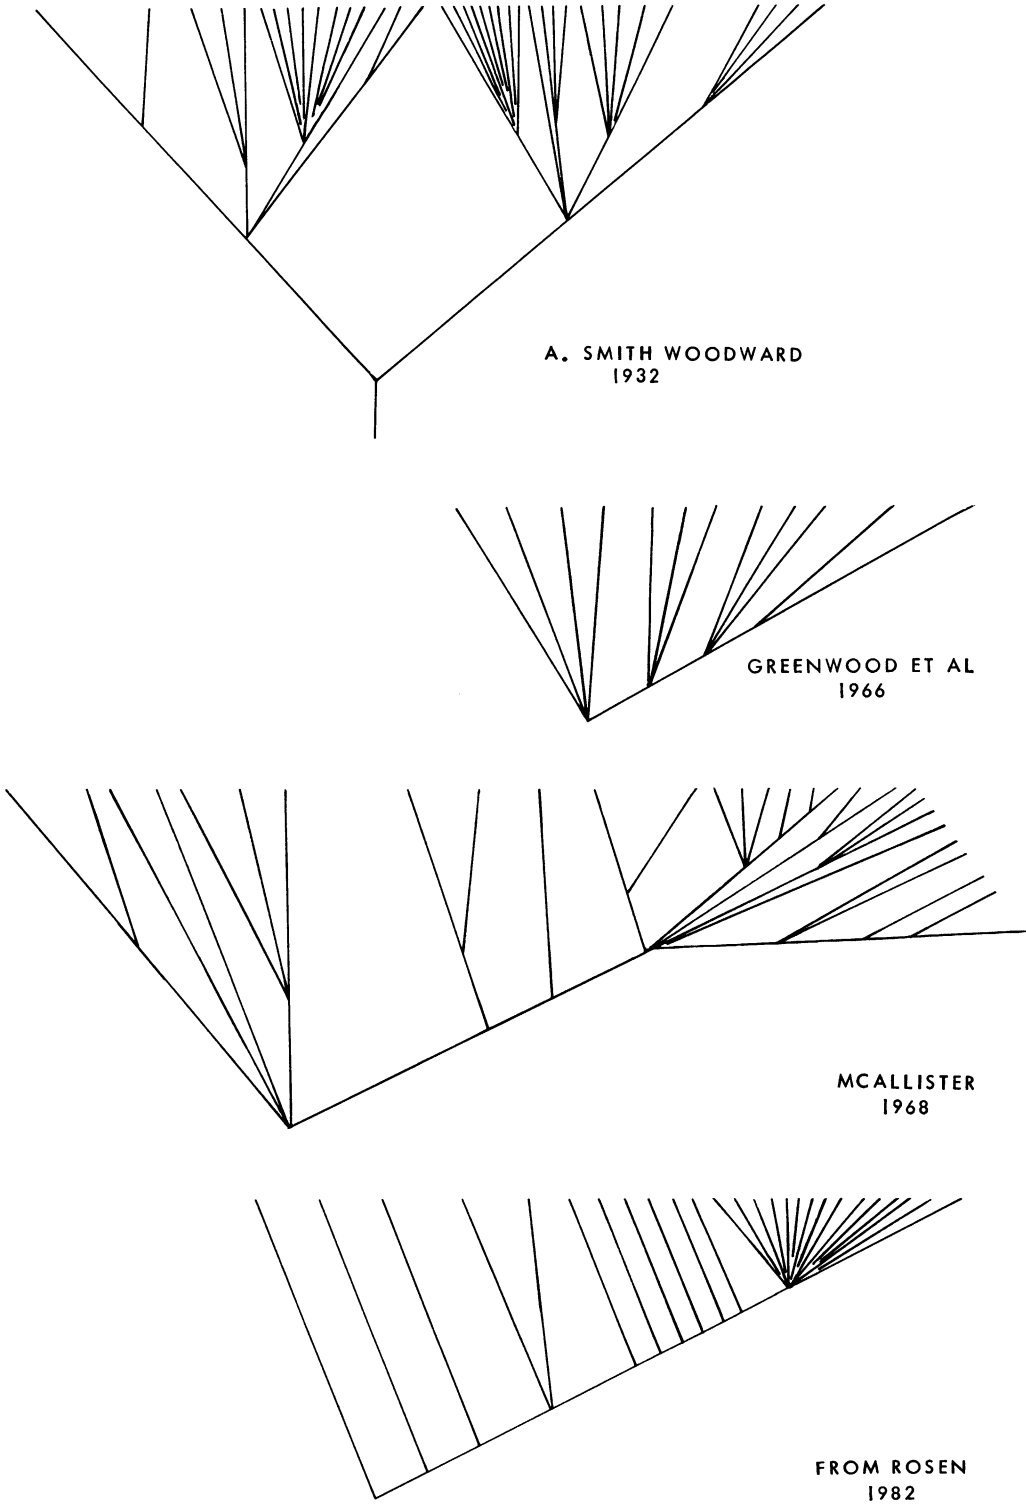 A. SMITH WOODWARD
1932
GREENWOOD ET AL
1966
MCALLISTER
1968
FROM ROSEN
1982